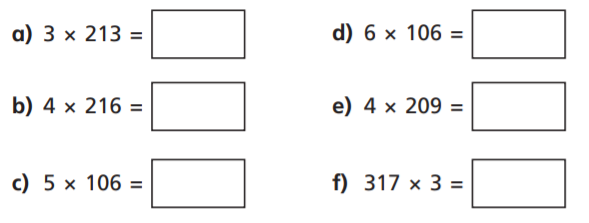 a) 3 × 213 =
b) 4 × 216 =
c) 5 × 106 =
d) 6 × 106 =
e) 4 × 209 =
f) 317 × 3 =